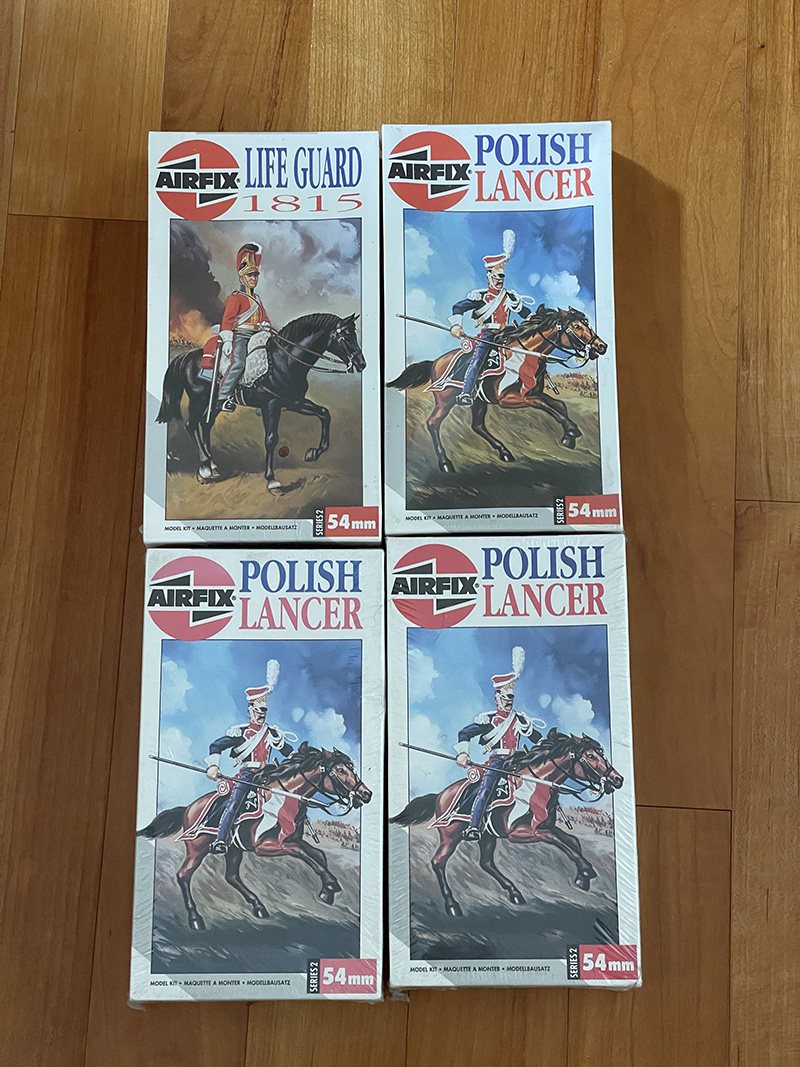 AIRFIX®
LIFE GUARD
1815
MODEL KIT • MAQUETTE A MONTER • MODELLBAUSATZ
SERIES 2
54mm
AIRFIX®
POLISH
LANCER
MODEL KIT • MAQUETTE A MONTER • MODELLBAUSATZ
SERIES 2
54mm
AIRFIX®
POLISH
LANCER
MODEL KIT • MAQUETTE A MONTER • MODELLBAUSATZ
SERIES 2
54mm
AIRFIX®
POLISH
LANCER
MODEL KIT • MAQUETTE A MONTER • MODELLBAUSATZ
SERIES 2
54mm